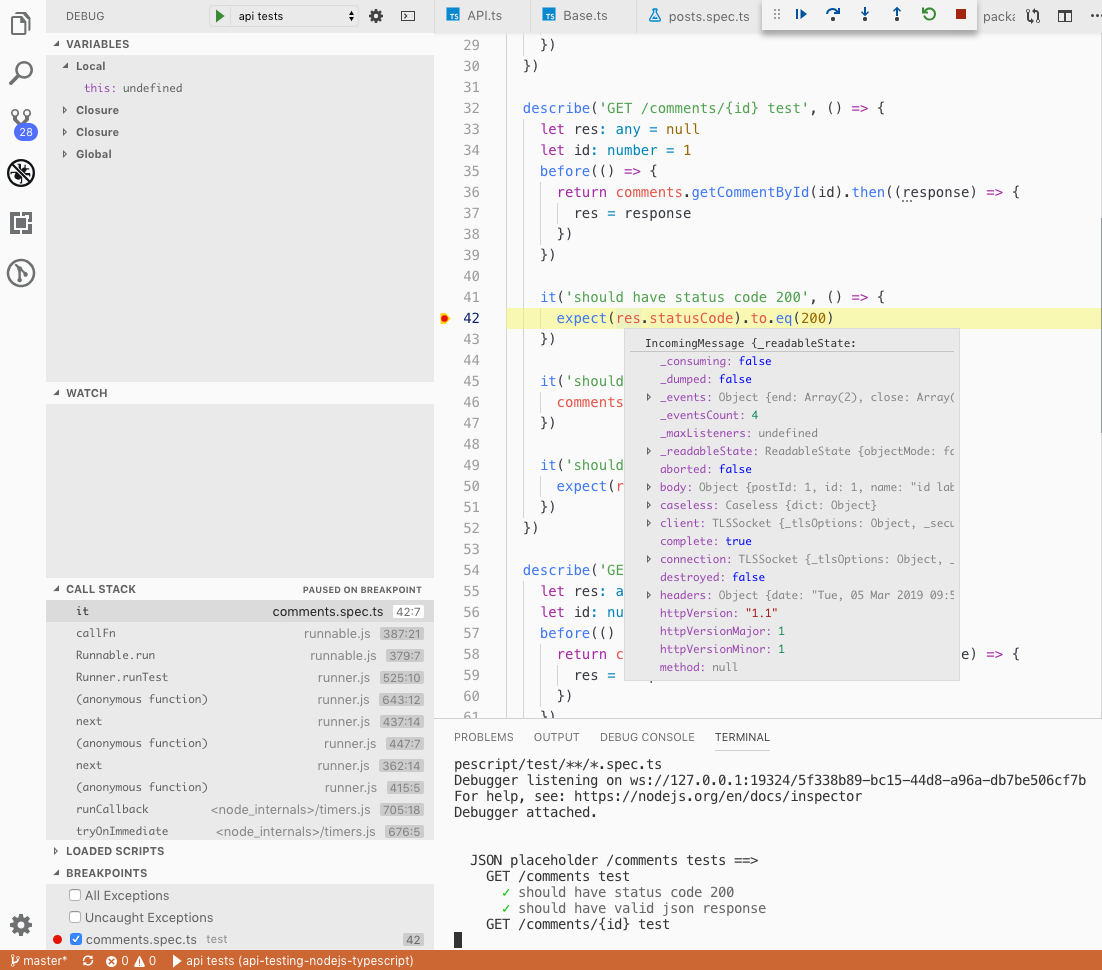 DEBUG
api tests
TS API.ts
TS Base.ts
posts.spec.ts
VARIABLES
Local
this: undefined
Closure
Closure
Global
28
WATCH
CALL STACK
PAUSED ON BREAKPOINT
it comments.spec.ts 42:7
callFn runnable.js 387:21
Runnable.run runnable.js 379:7
Runner.runTest runner.js 525:10
(anonymous function) runner.js 643:12
next runner.js 437:14
(anonymous function) runner.js 447:7
next runner.js 362:14
(anonymous function) runner.js 415:5
runCallback <node_internals>/timers.js 705:18
tryOnImmediate <node_internals>/timers.js 676:5
LOADED SCRIPTS
BREAKPOINTS
All Exceptions
Uncaught Exceptions
comments.spec.ts test 42
29 })
30 })
31
32 describe('GET /comments/{id} test', () => {
33 let res: any = null
34 let id: number = 1
35 before(() => {
36 return comments.getCommentById(id).then((response) => {
37 res = response
38 })
39 })
40
41 it('should have status code 200', () => {
42 expect(res.statusCode).to.eq(200)
43 })
44
45 it('should
46 comments
47 })
48
49 it('should
50 expect(r
51 })
52 })
53
54 describe('GE
55 let res: a
56 let id: nu
57 before(()
58 return c e) => {
59 res =
60 })
61 })
IncomingMessage {_readableState:
_consuming: false
_dumped: false
_events: Object {end: Array(2), close: Array(
_eventsCount: 4
_maxListeners: undefined
_readableState: ReadableState {objectMode: fa
aborted: false
body: Object {postId: 1, id: 1, name: "id lab
caseless: Caseless {dict: Object}
client: TLSSocket {_tlsOptions: Object, _secu
complete: true
connection: TLSSocket {_tlsOptions: Object, _
destroyed: false
headers: Object {date: "Tue, 05 Mar 2019 09:5
httpVersion: "1.1"
httpVersionMajor: 1
httpVersionMinor: 1
method: null
PROBLEMS OUTPUT DEBUG CONSOLE TERMINAL
pescript/test/**/*.spec.ts
Debugger listening on ws://127.0.0.1:19324/5f338b89-bc15-44d8-a96a-db7be506cf7b
For help, see: https://nodejs.org/en/docs/inspector
Debugger attached.
JSON placeholder /comments tests ==>
GET /comments test
✓ should have status code 200
✓ should have valid json response
GET /comments/{id} test
master* 0 0 api tests (api-testing-nodejs-typescript)